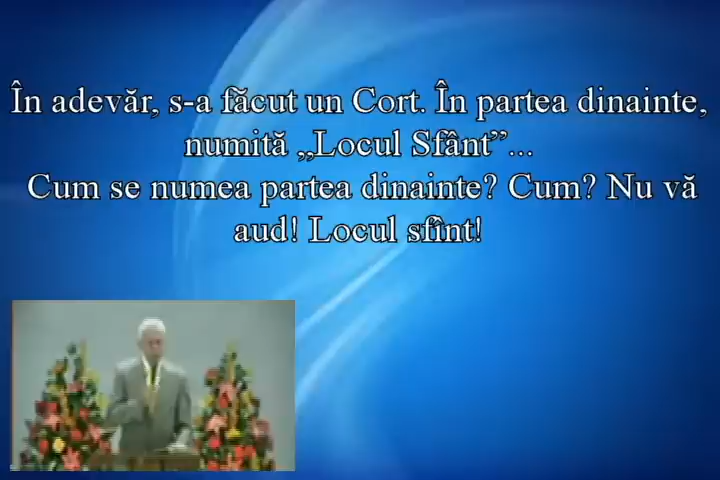 În adevăr, s-a făcut un Cort. În partea dinainte,
numită „Locul Sfânt”...
Cum se numea partea dinainte? Cum? Nu vă
aud! Locul sfînt!